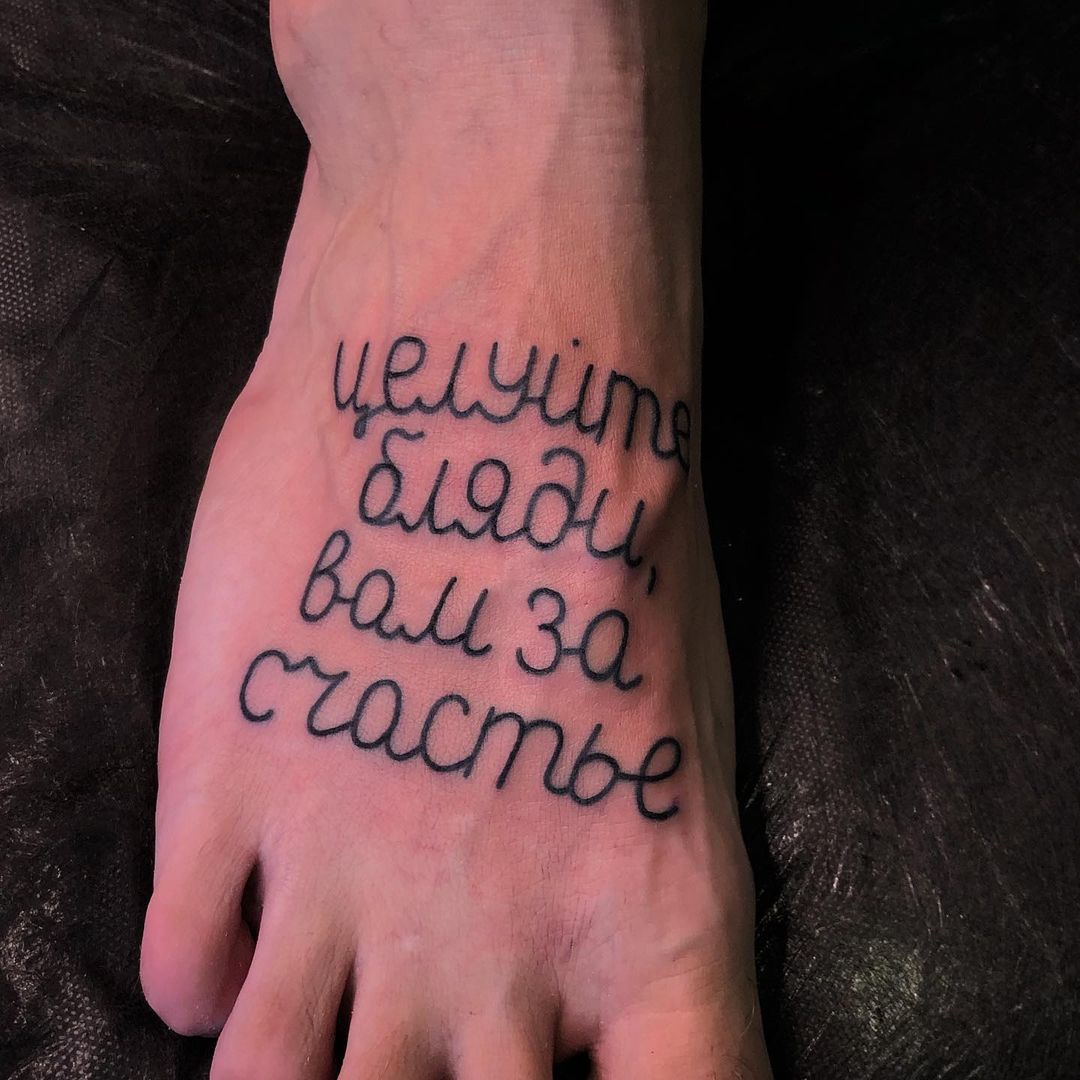 целуйте
бляди,
вам за
счастье